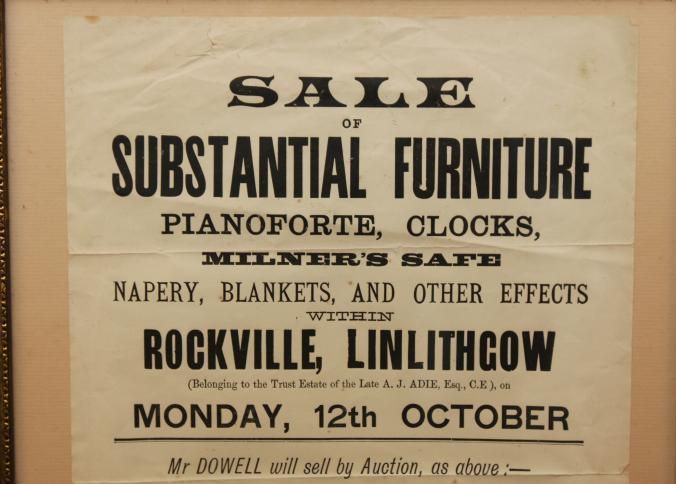 SALE
OF
SUBSTANTIAL FURNITURE
PIANOFORTE, CLOCKS,
MILNER'S SAFE
NAPERY, BLANKETS, AND OTHER EFFECTS
WITHIN
ROCKVILLE, LINLITHGOW
(Belonging to the Trust Estate of the Late A. J. ADIE, Esq., C.E ), on
MONDAY, 12th OCTOBER
Mr DOWELL will sell by Auction, as above :—